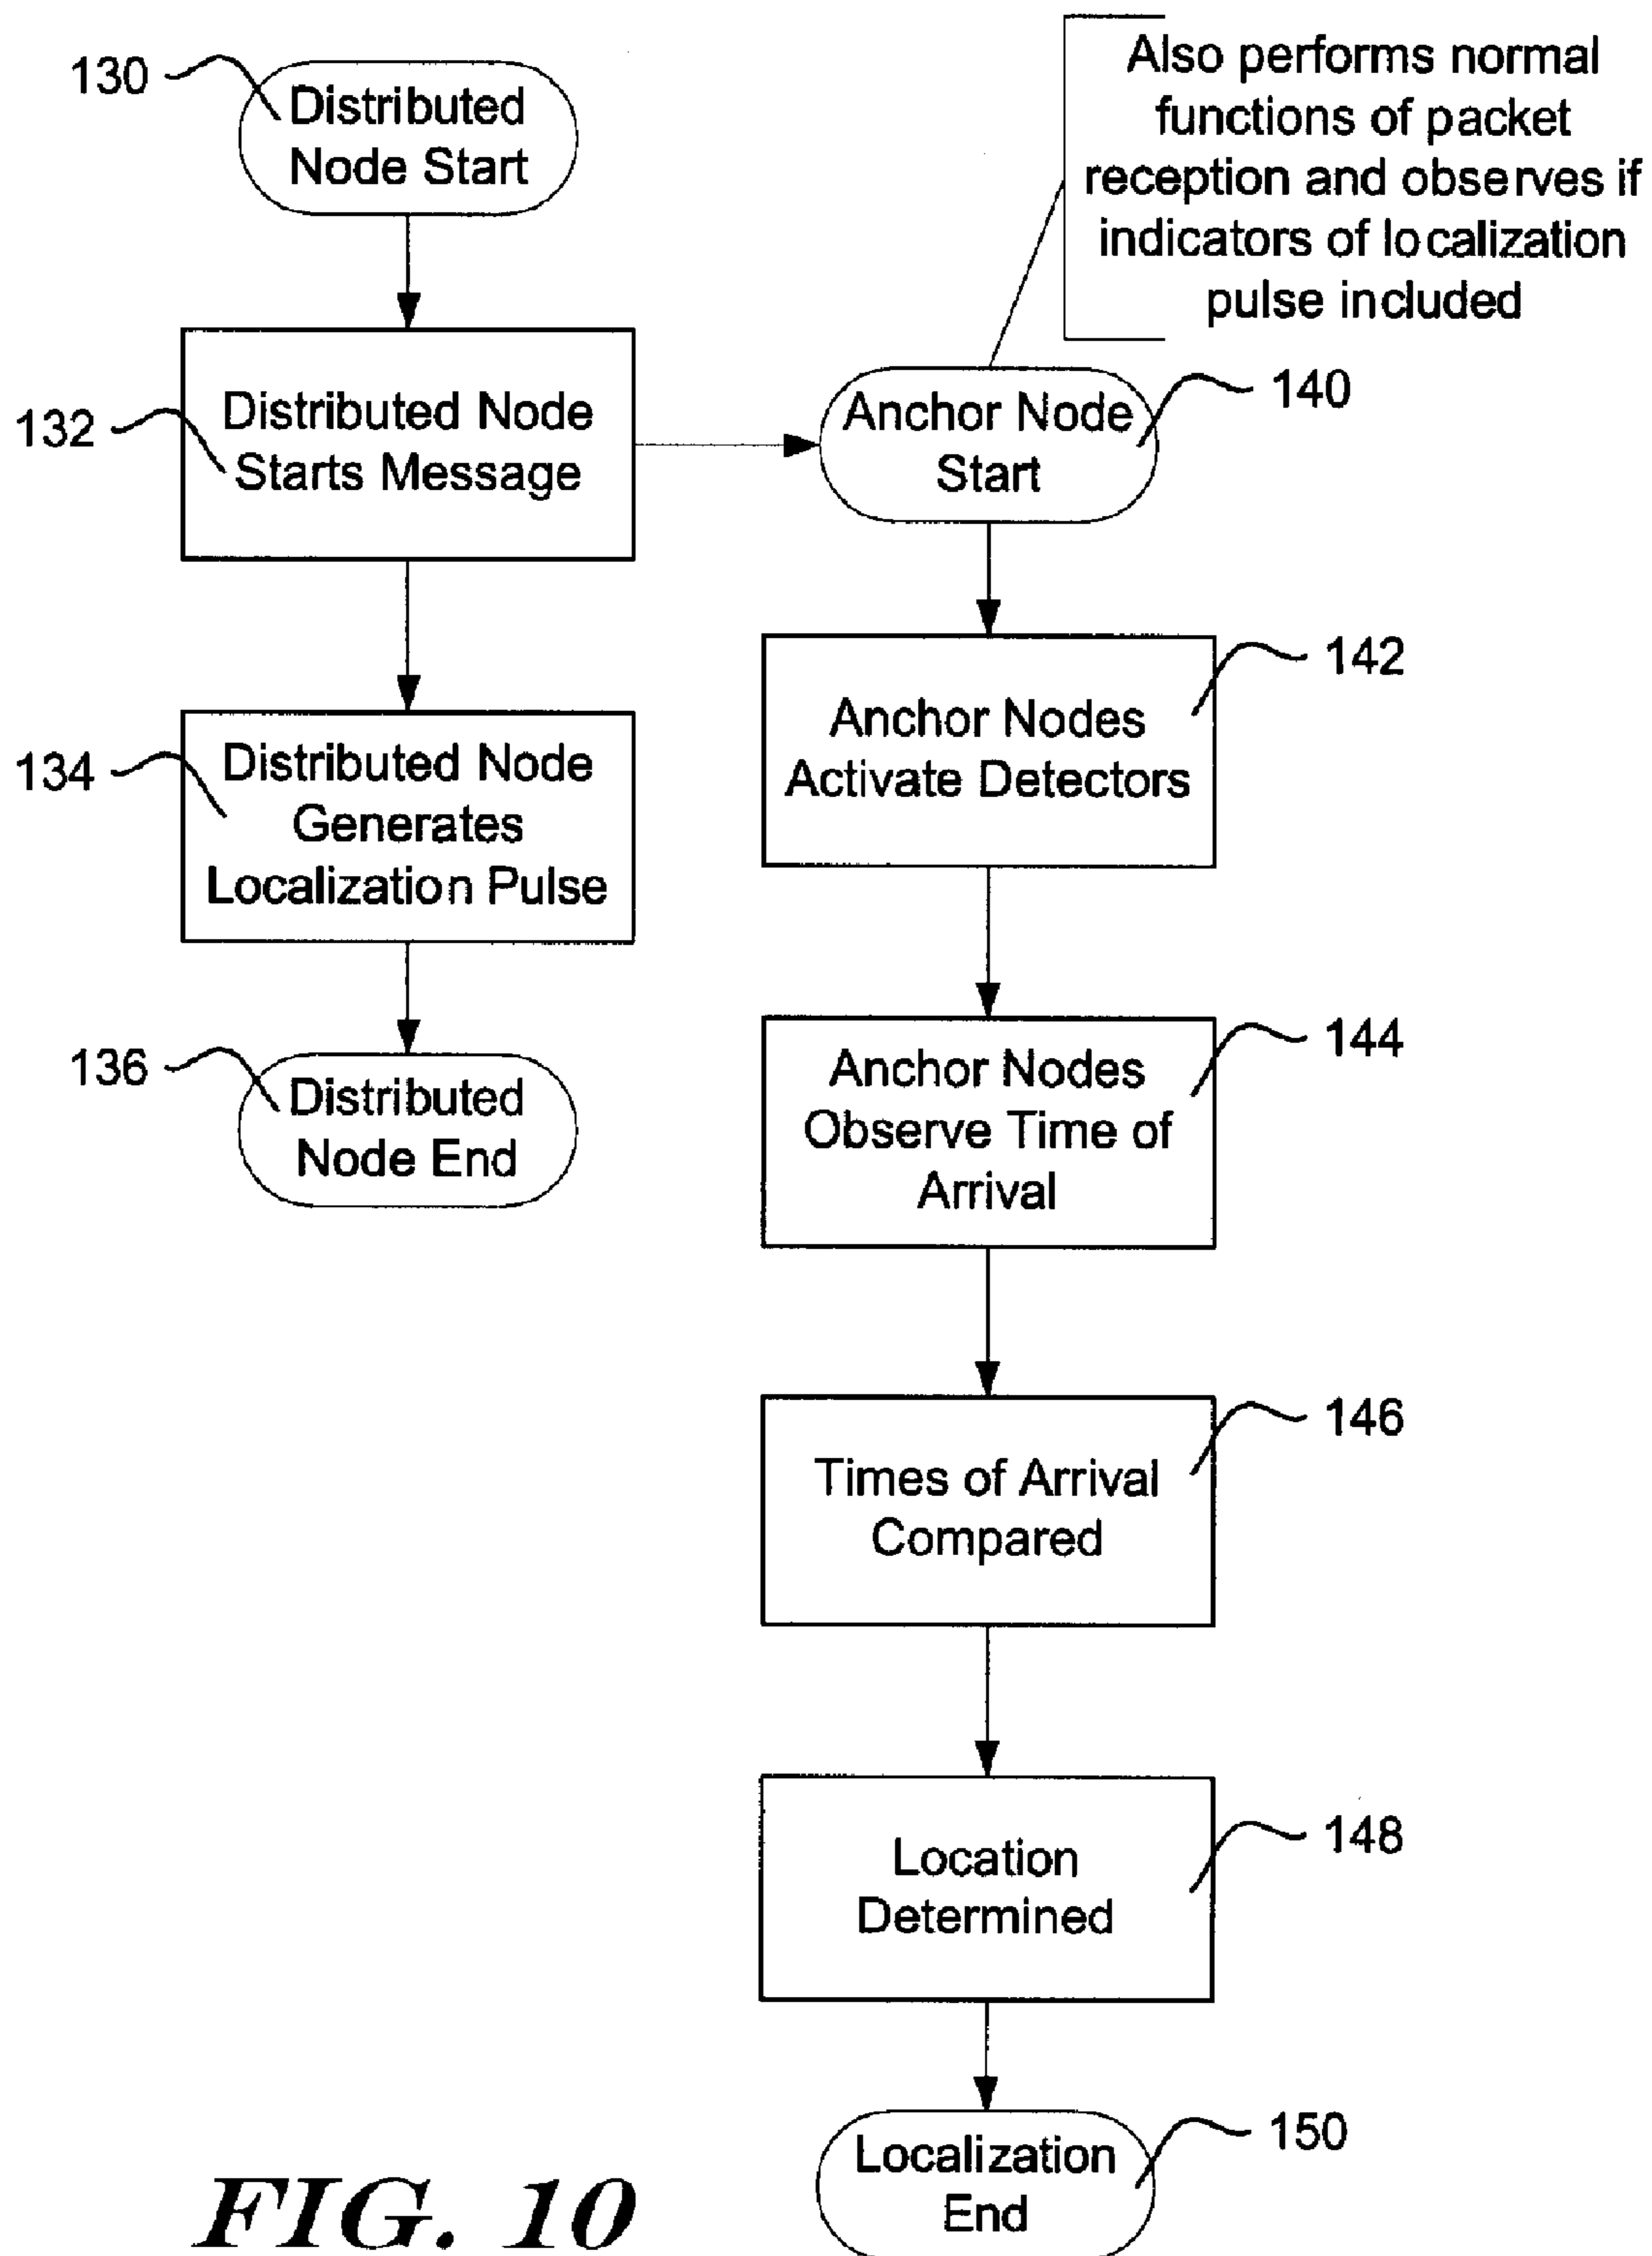 130
Distributed
Node Start
132
Distributed Node
Starts Message
134
Distributed Node
Generates
Localization Pulse
136
Distributed
Node End
Also performs normal
functions of packet
reception and observes if
indicators of localization
pulse included
Anchor Node
Start
140
Anchor Nodes
Activate Detectors
142
Anchor Nodes
Observe Time of
Arrival
144
Times of Arrival
Compared
146
Location
Determined
148
Localization
End
150
FIG. 10